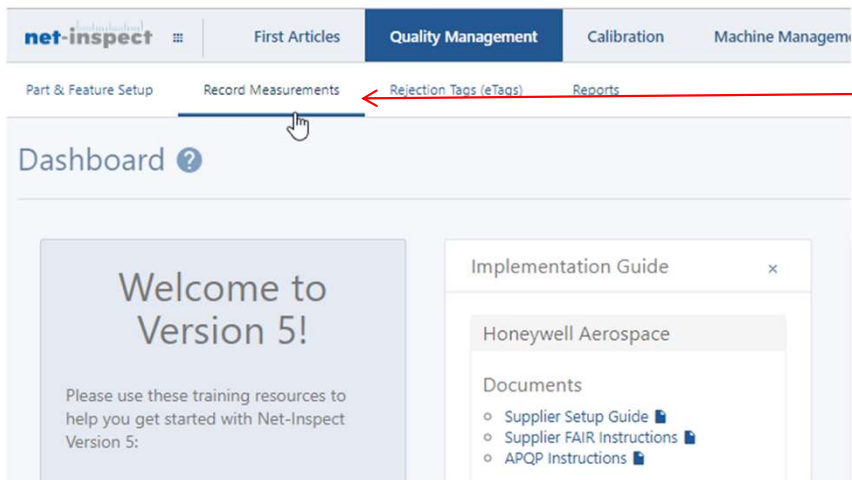 net-inspect
First Articles
Quality Management
Calibration
Machine Managem
Part & Feature Setup
Record Measurements
Rejection Tags (eTags)
Reports
Dashboard ?
Welcome to
Version 5!
Please use these training resources to
help you get started with Net-Inspect
Version 5:
Implementation Guide ×
Honeywell Aerospace
Documents
Supplier Setup Guide
Supplier FAIR Instructions
APQP Instructions